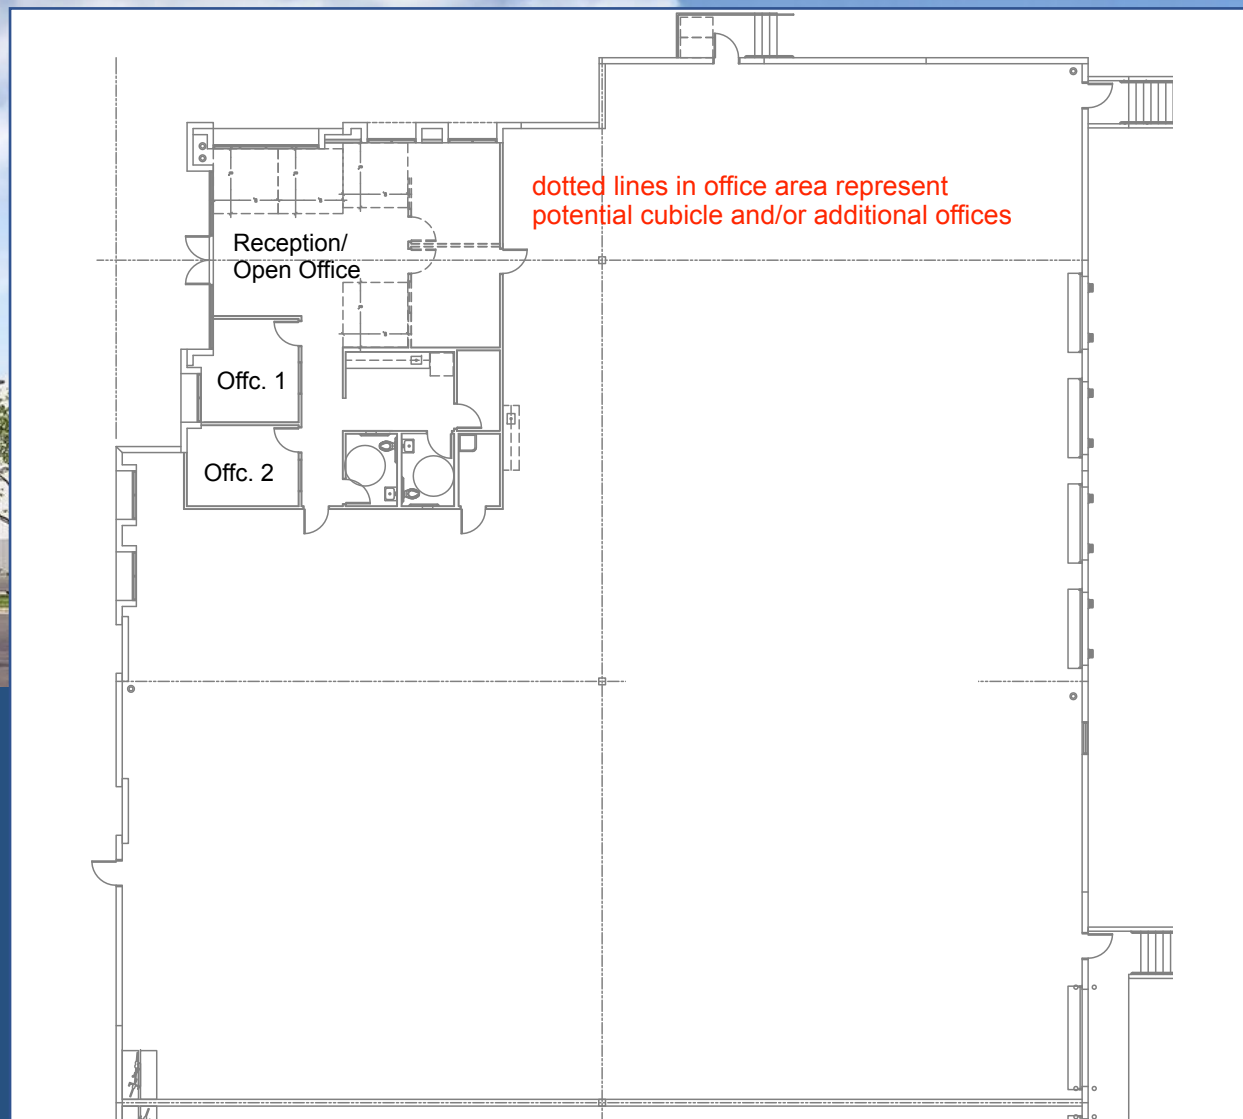 dotted lines in office area represent
potential cubicle and/or additional offices
Reception/
Open Office
Offc. 1
Offc. 2